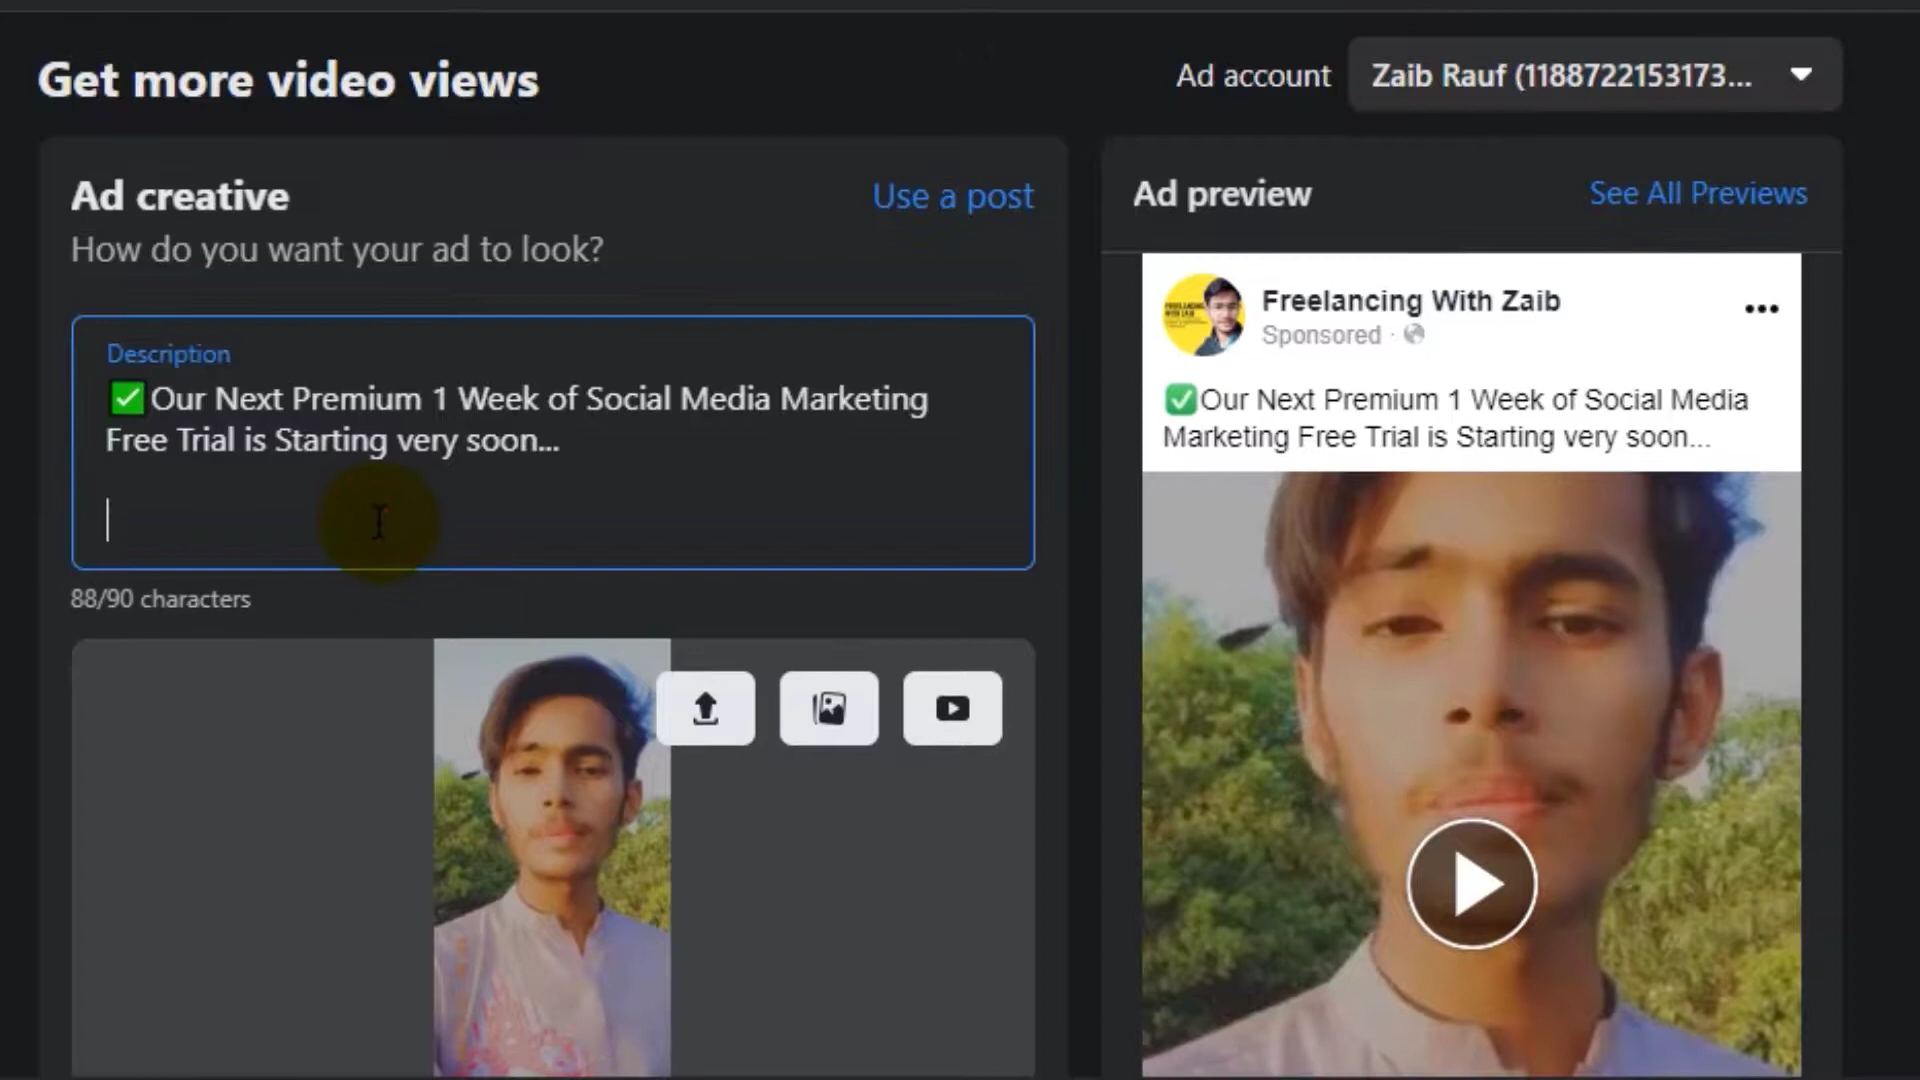 Get more video views
Ad account
Zaib Rauf (1188722153173...
Ad creative
Use a post
How do you want your ad to look?
Description
✅Our Next Premium 1 Week of Social Media Marketing
Free Trial is Starting very soon...
88/90 characters
Ad preview
See All Previews
Freelancing With Zaib
Sponsored ·
✅Our Next Premium 1 Week of Social Media
Marketing Free Trial is Starting very soon...